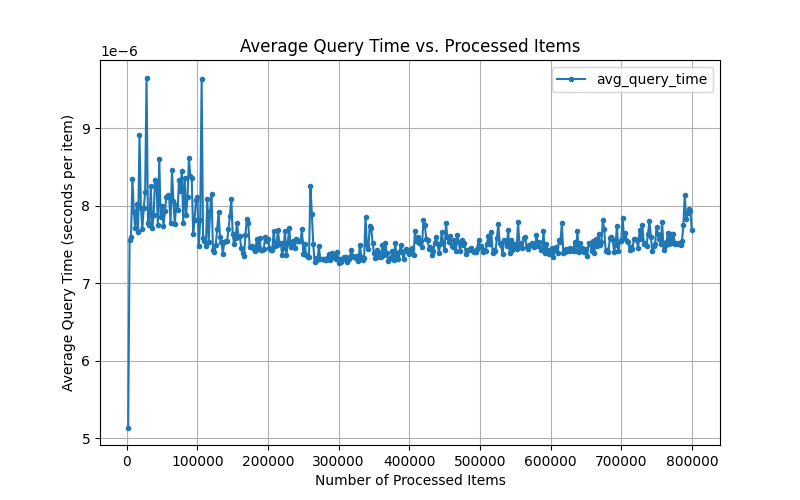 Average Query Time vs. Processed Items
1e−6
avg_query_time
Average Query Time (seconds per item)
9
8
7
6
5
0 100000 200000 300000 400000 500000 600000 700000 800000
Number of Processed Items